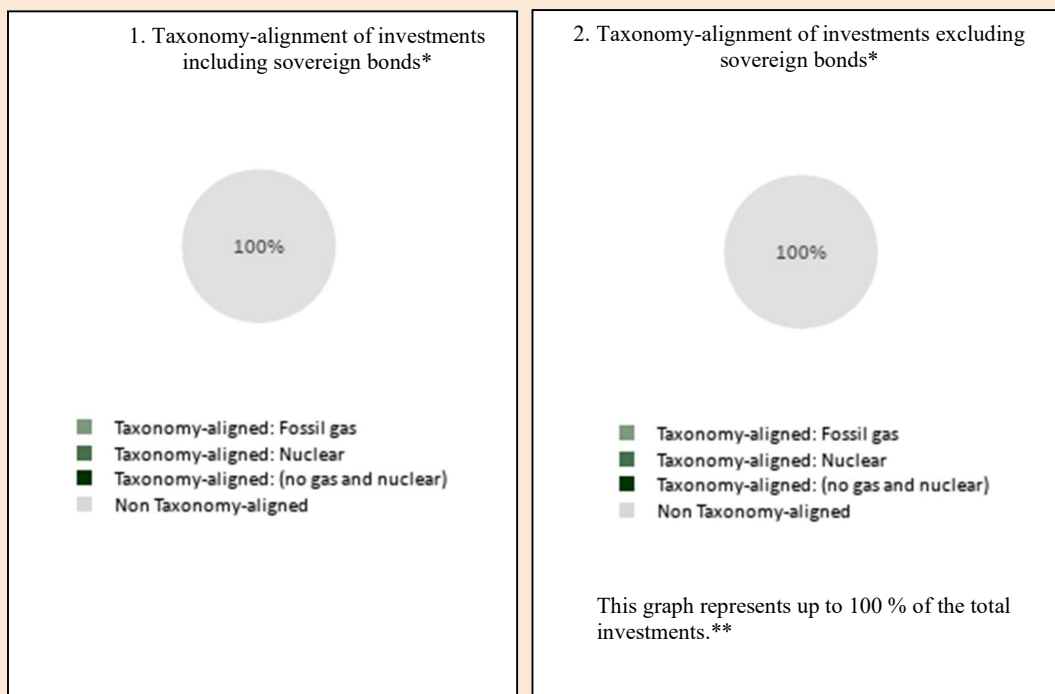 1. Taxonomy-alignment of investments
including sovereign bonds*
100%
Taxonomy-aligned: Fossil gas
Taxonomy-aligned: Nuclear
Taxonomy-aligned: (no gas and nuclear)
Non Taxonomy-aligned
2. Taxonomy-alignment of investments excluding
sovereign bonds*
100%
Taxonomy-aligned: Fossil gas
Taxonomy-aligned: Nuclear
Taxonomy-aligned: (no gas and nuclear)
Non Taxonomy-aligned
This graph represents up to 100 % of the total
investments.**